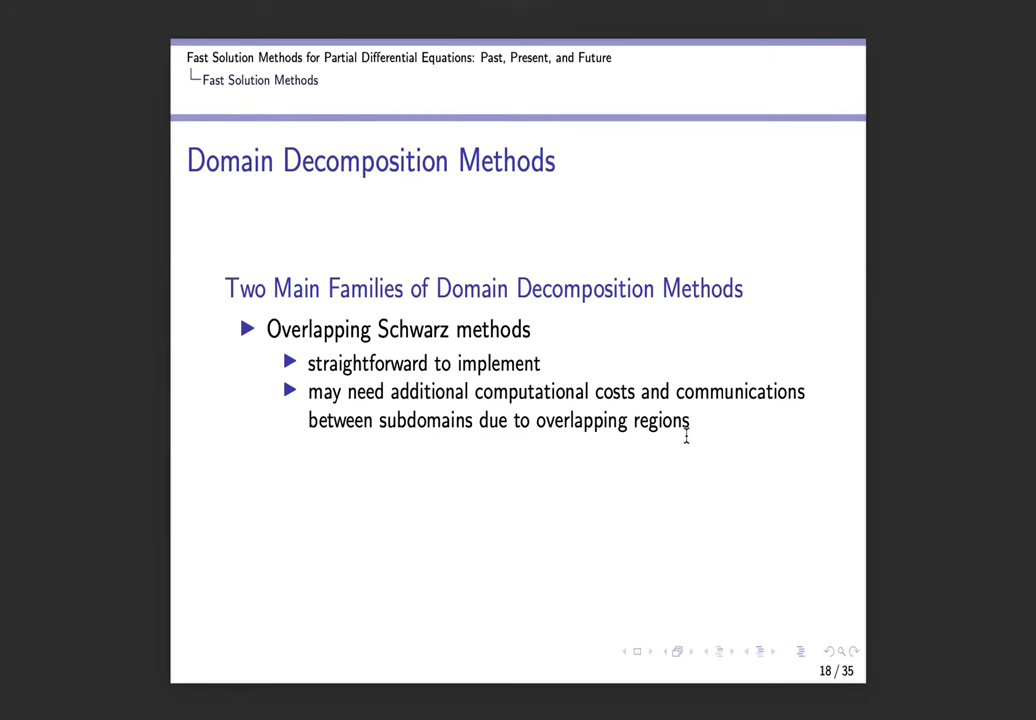 Fast Solution Methods for Partial Differential Equations: Past, Present, and Future
Fast Solution Methods
Domain Decomposition Methods
Two Main Families of Domain Decomposition Methods
Overlapping Schwarz methods
straightforward to implement
may need additional computational costs and communications
between subdomains due to overlapping regions
18 / 35